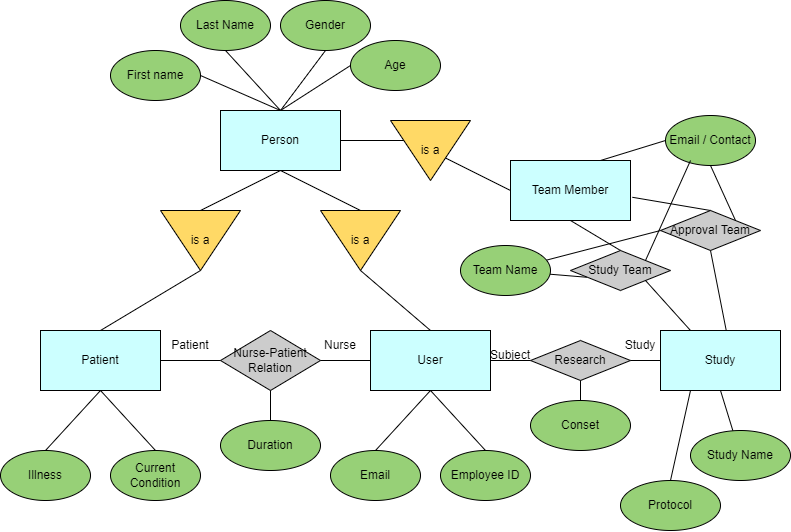 Last Name
Gender
First name
Age
Person
is a
Email / Contact
Team Member
is a
is a
Approval Team
Team Name
Study Team
Patient
Patient
Nurse-Patient
Relation
Nurse
User
Subject
Research
Study
Study
Duration
Conset
Illness
Current
Condition
Email
Employee ID
Study Name
Protocol